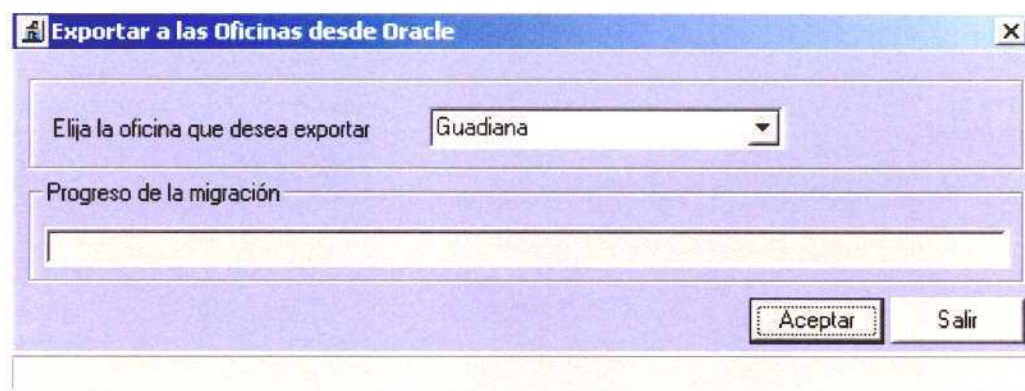 Exportar a las Oficinas desde Oracle
Elija la oficina que desea exportar Guadiana
Progreso de la migración
Aceptar Salir